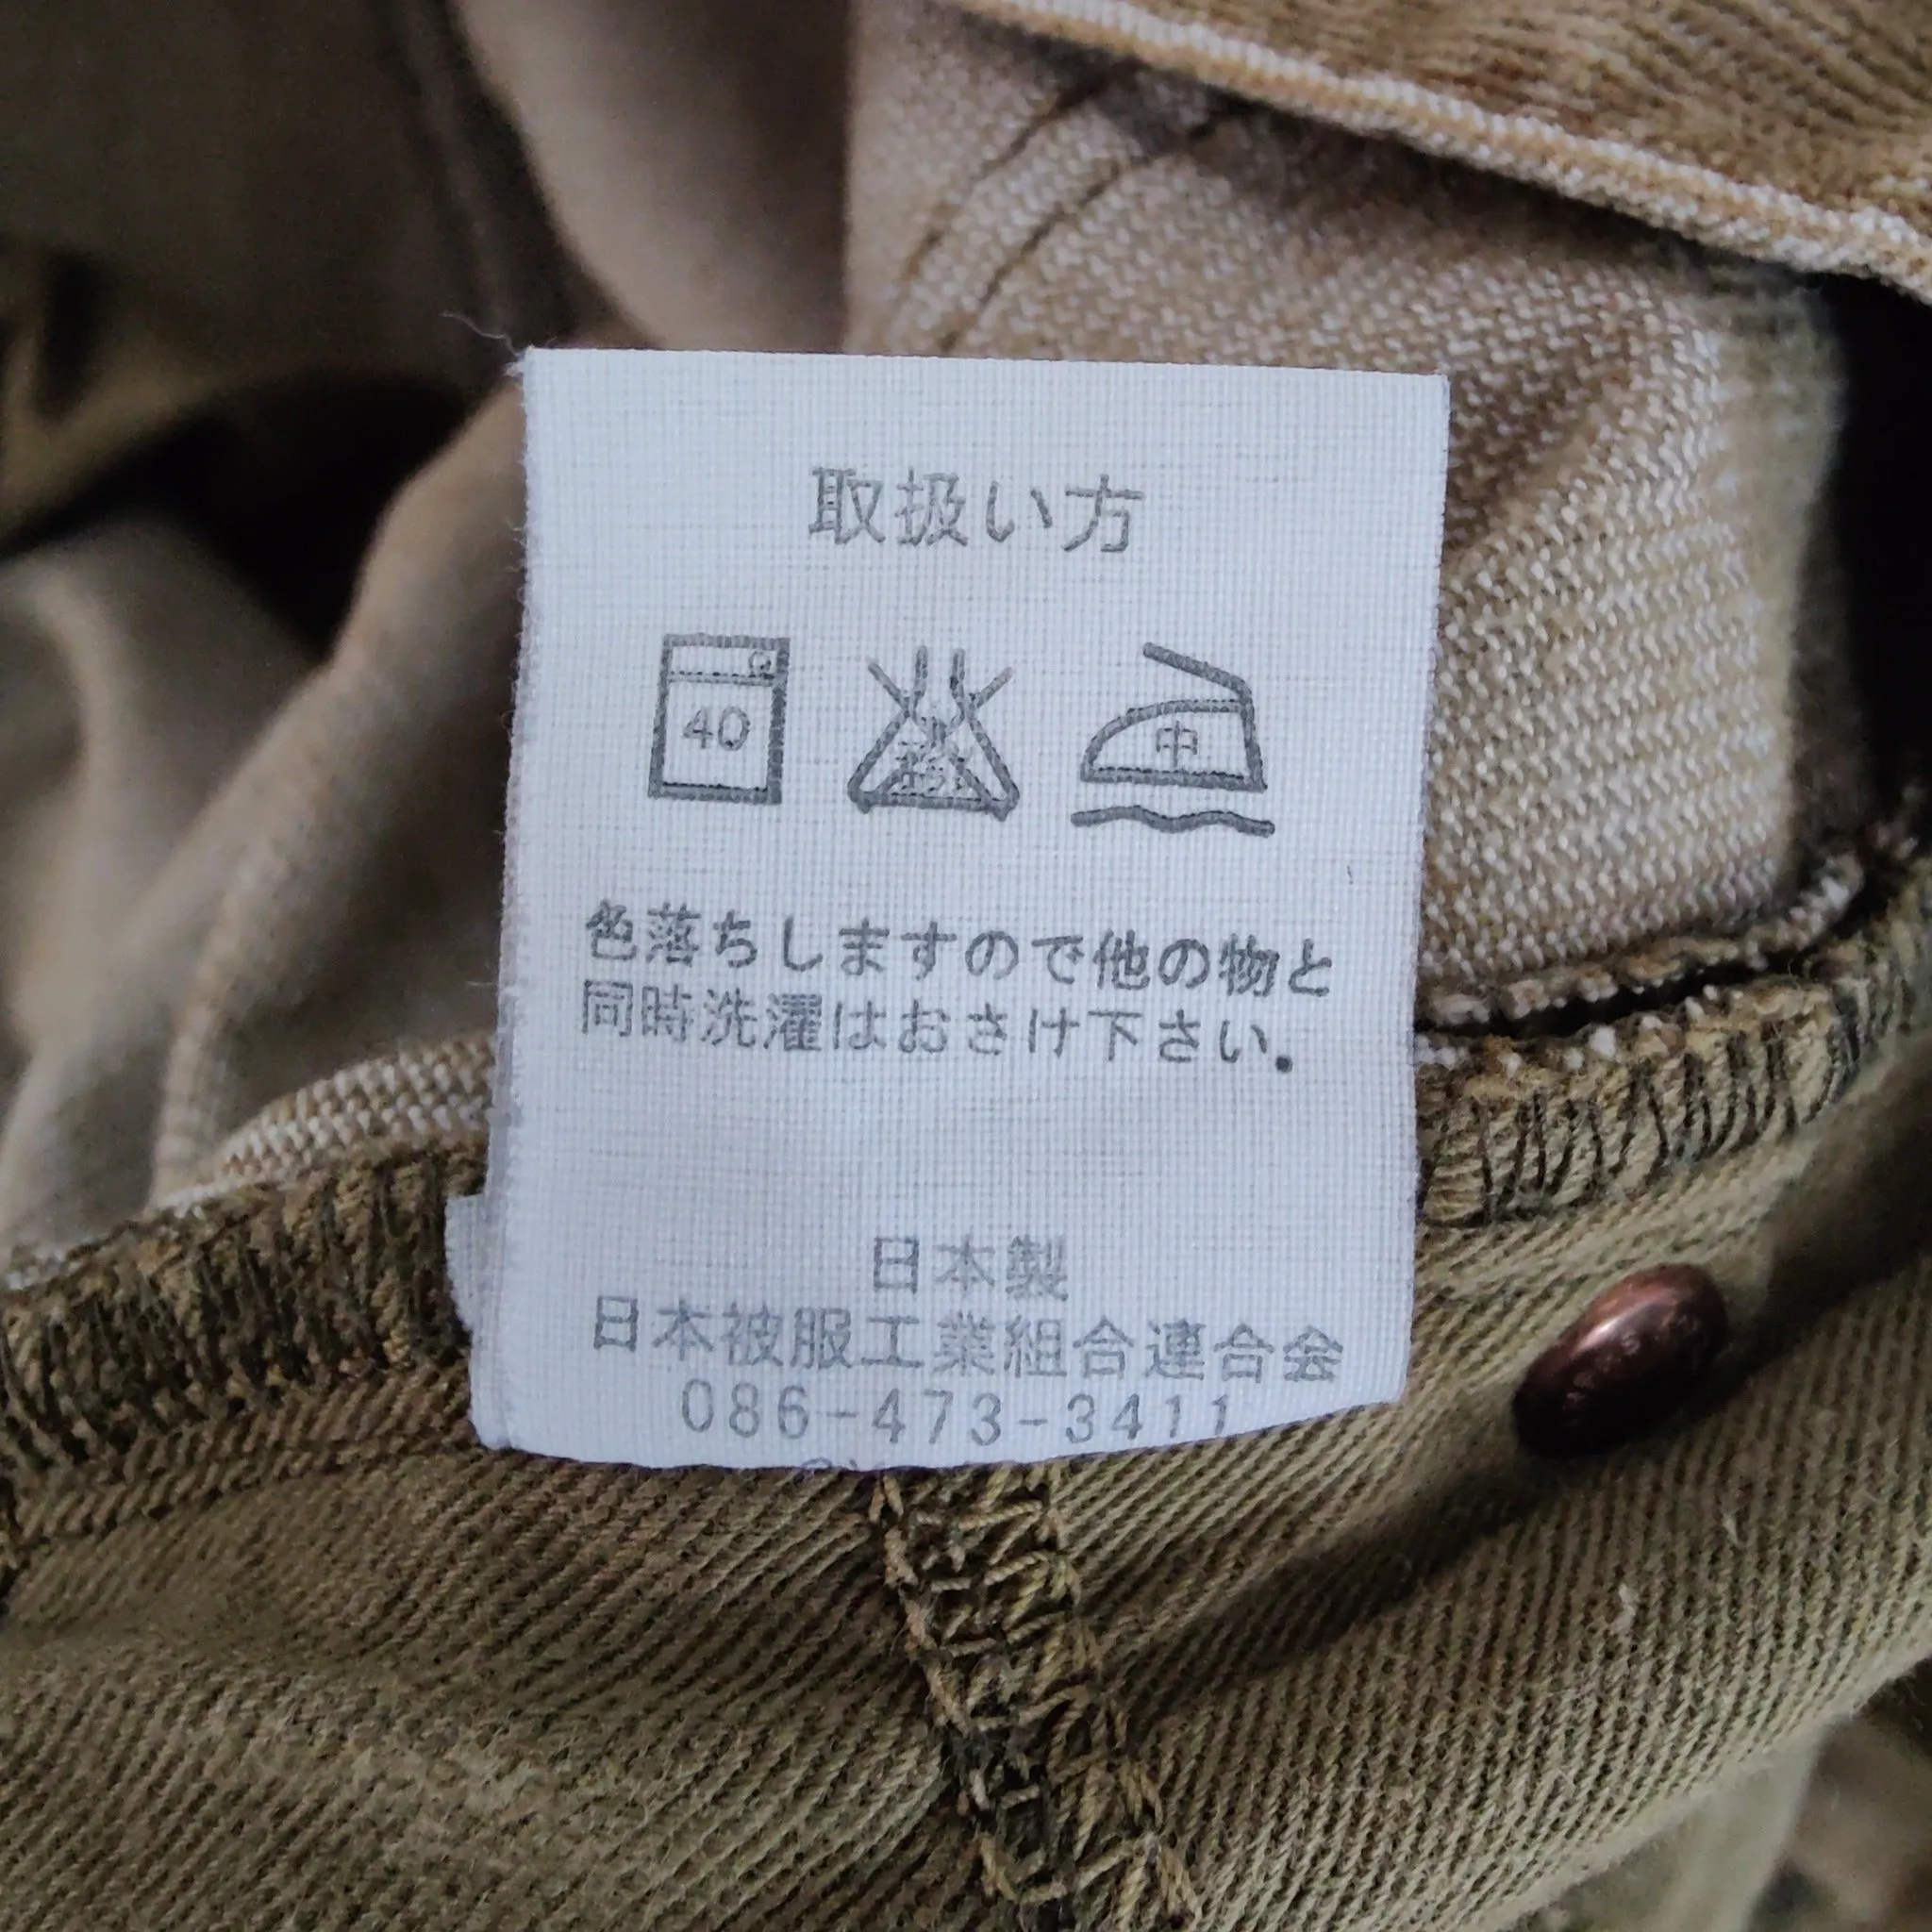 取扱い方
40
中
色落ちしますので他の物と
同時洗濯はおさけ下さい.
日本製
日本被服工業組合連合会
086-473-3411